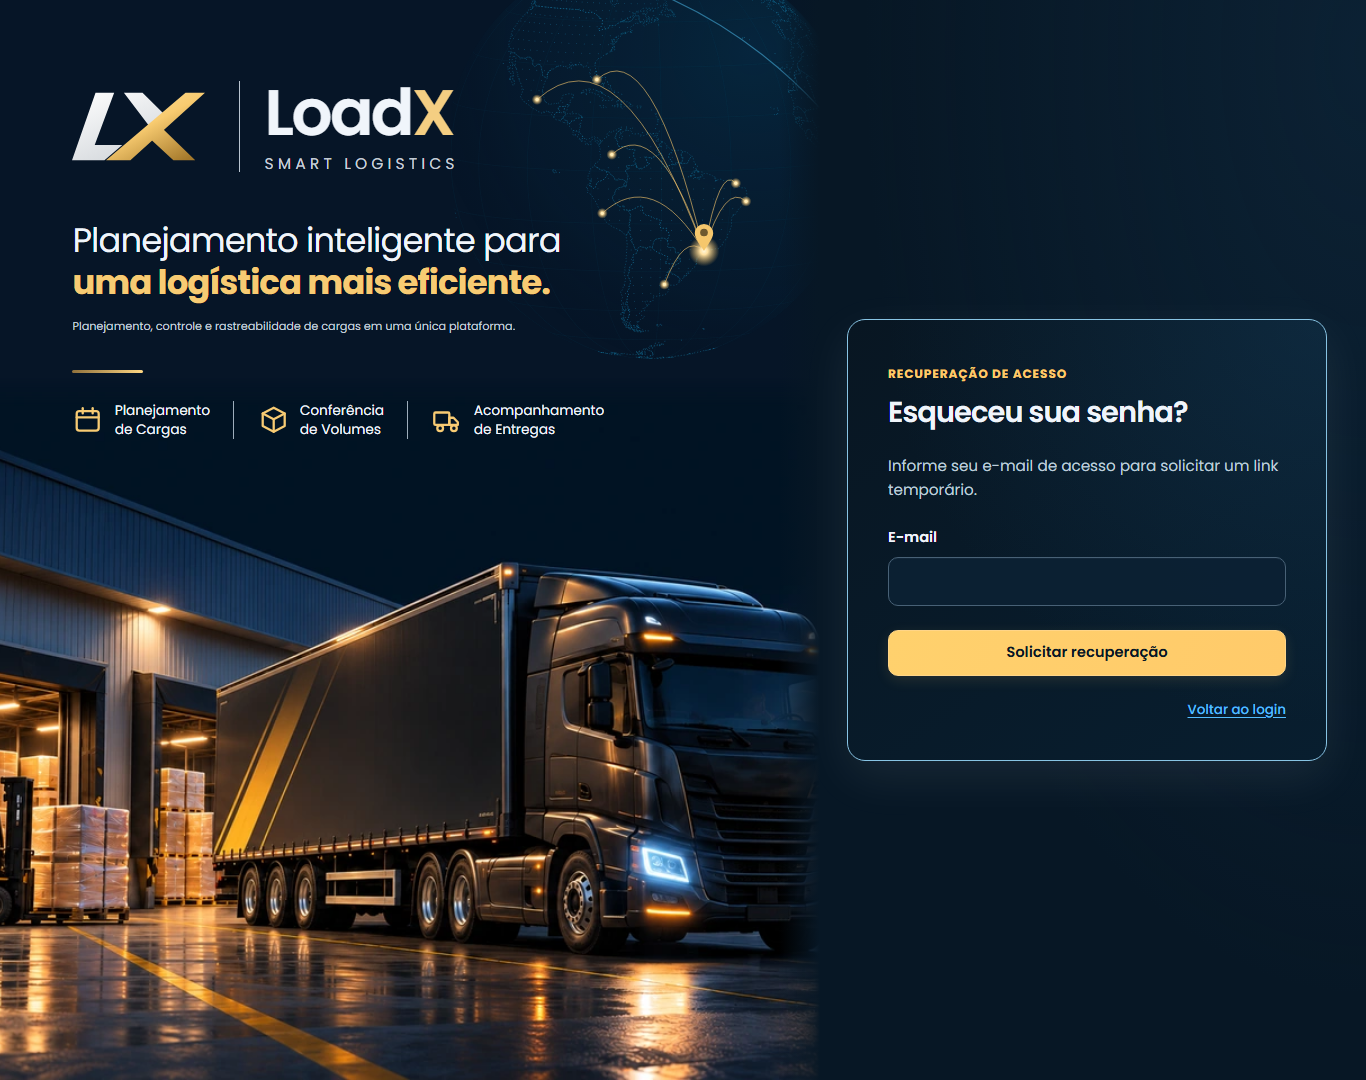 LX
LoadX
SMART LOGISTICS
Planejamento inteligente para
uma logística mais eficiente.
Planejamento, controle e rastreabilidade de cargas em uma única plataforma.
Planejamento
de Cargas
Conferência
de Volumes
Acompanhamento
de Entregas
RECUPERAÇÃO DE ACESSO
Esqueceu sua senha?
Informe seu e-mail de acesso para solicitar um link
temporário.
E-mail
Solicitar recuperação
Voltar ao login